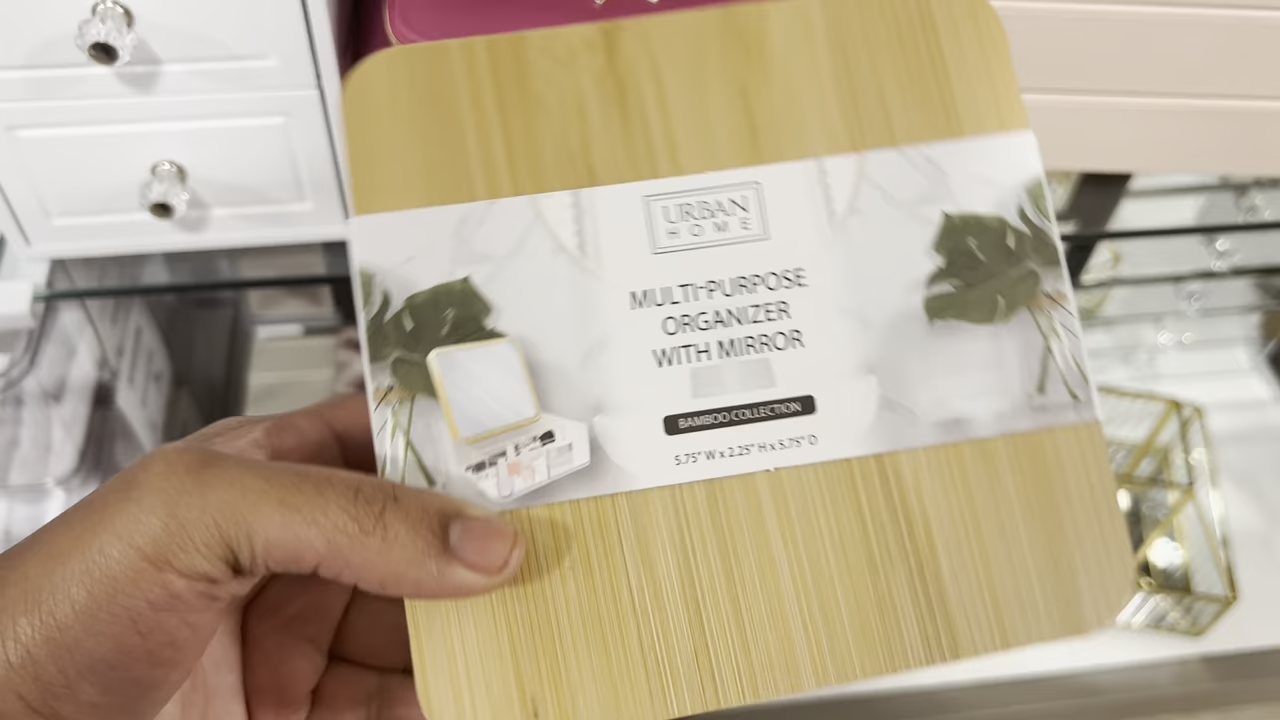 URBAN
HOME
MULTI-PURPOSE
ORGANIZER
WITH MIRROR
BAMBOO COLLECTION
5.75" W x 2.25" H x 5.75" D